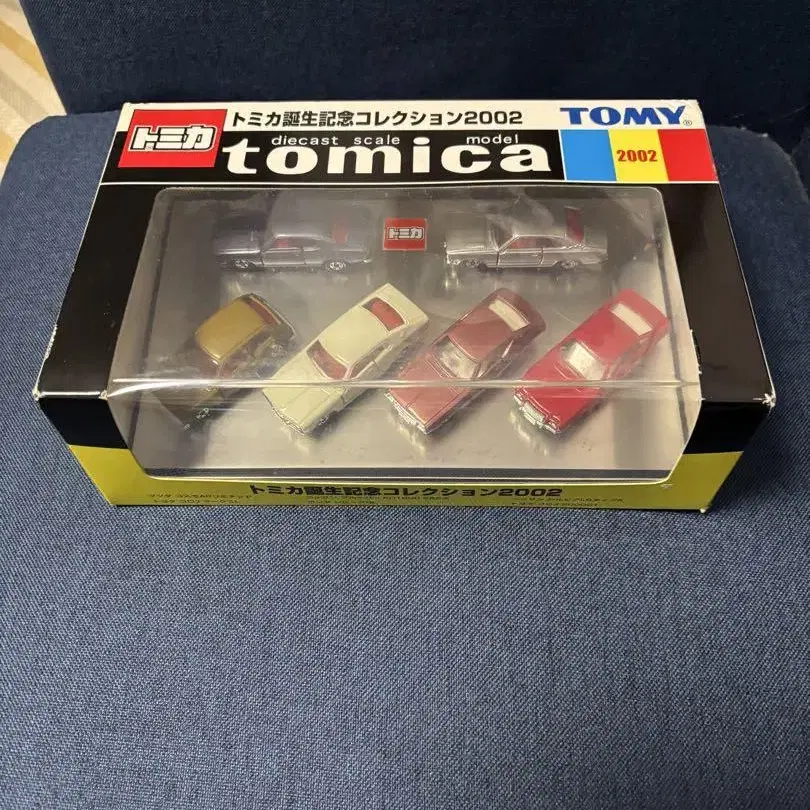 トミカ
トミカ誕生記念コレクション2002
TOMY®
diecast scale model
tomica
2002
トミカ
トミカ誕生記念コレクション2002